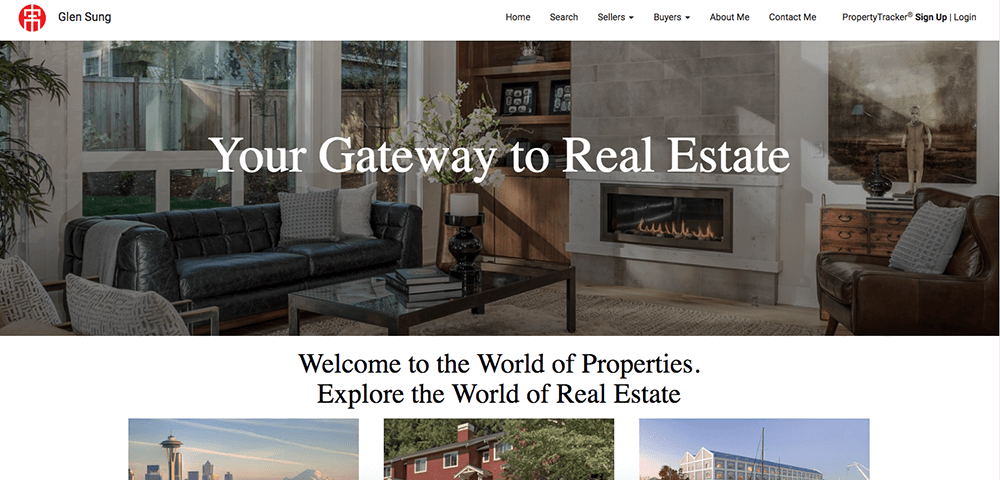 Glen Sung
Home Search Sellers Buyers About Me Contact Me PropertyTracker® Sign Up | Login
Your Gateway to Real Estate
Welcome to the World of Properties.
Explore the World of Real Estate